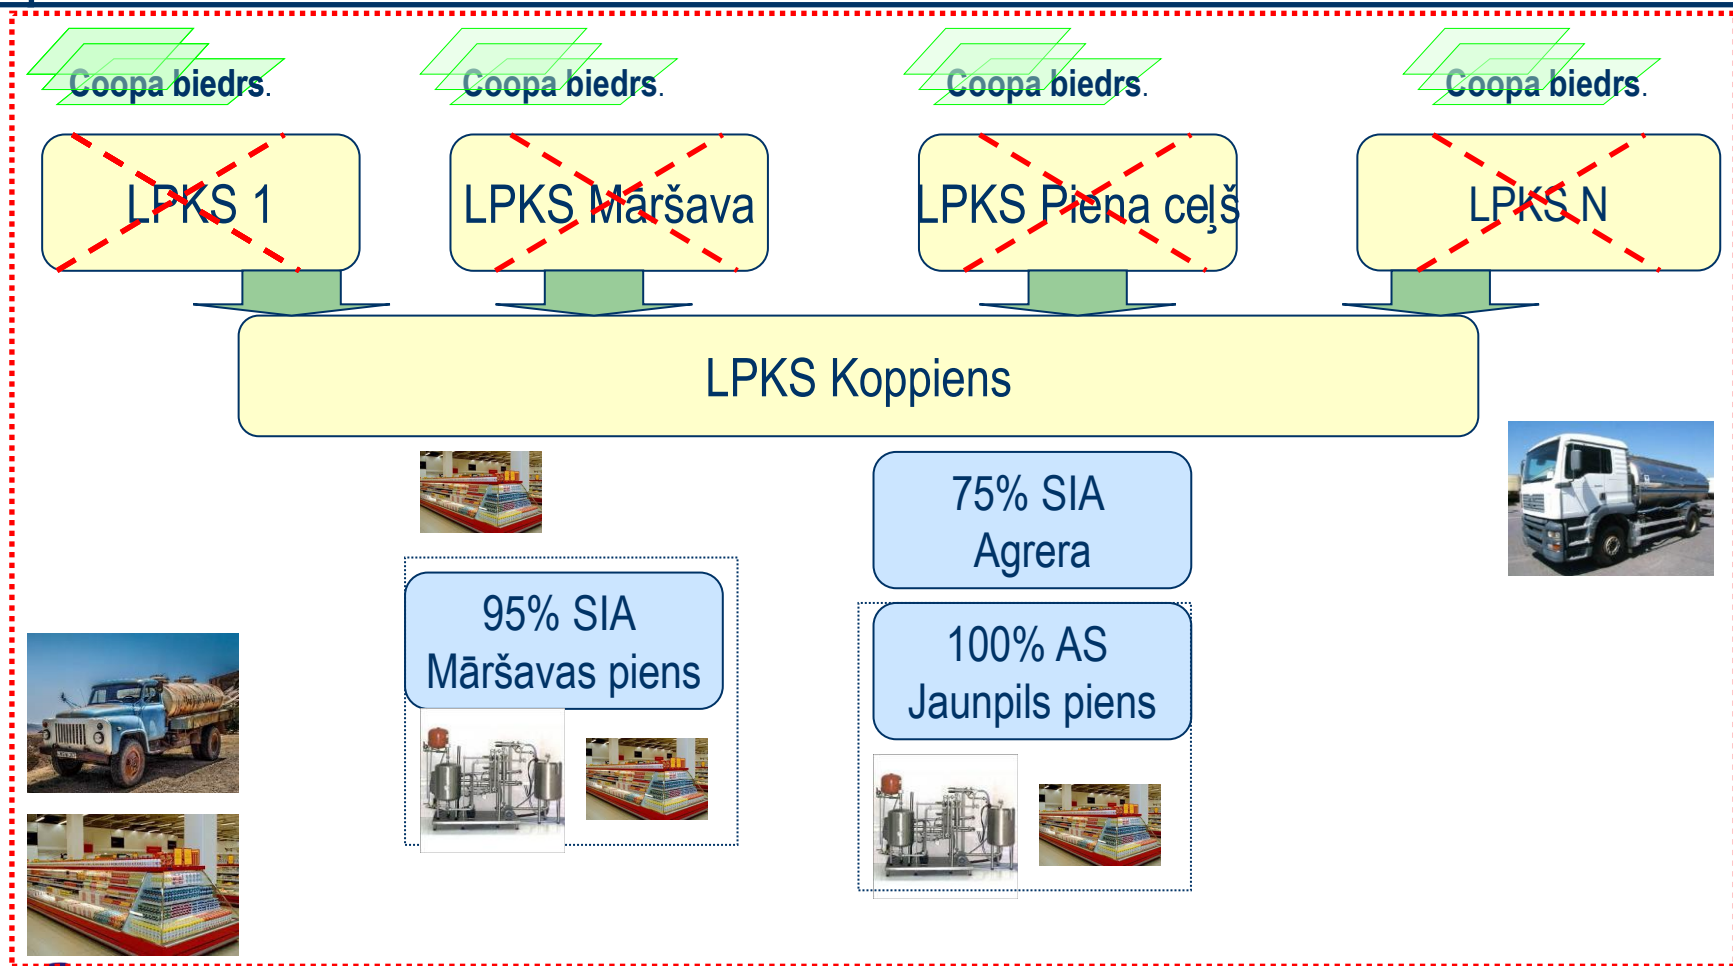 Coopa biedrs.
Coopa biedrs.
Coopa biedrs.
Coopa biedrs.
LPKS 1
LPKS Māršava
LPKS Piena ceļš
LPKS N
LPKS Koppiens
75% SIA
Agrera
95% SIA
Māršavas piens
100% AS
Jaunpils piens